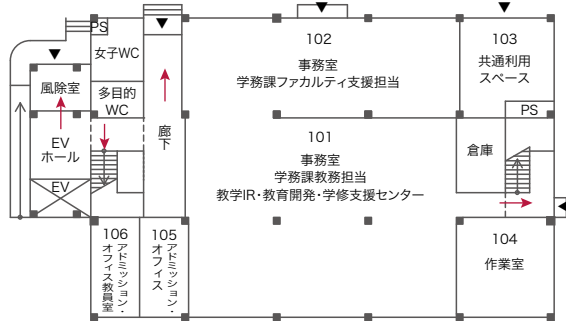 PS
女子WC
多目的
WC
風除室
EV
ホール
EV
廊下
102
事務室
学務課ファカルティ支援担当
103
共通利用
スペース
PS
101
事務室
学務課教務担当
教学IR・教育開発・学修支援センター
倉庫
104
作業室
106
アドミッション・
オフィス教員室
105
アドミッション・
オフィス